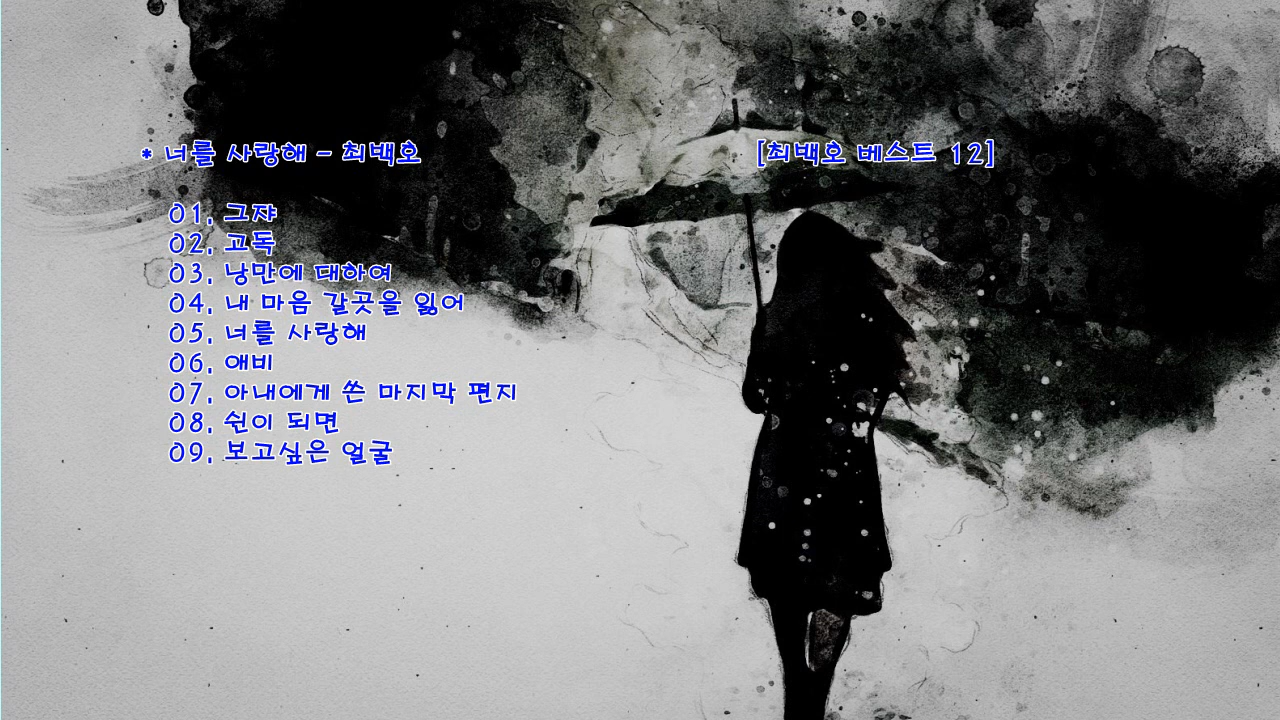 * 너를 사랑해 - 최백호
[최백호 베스트 12]
01. 그쟈
02. 고독
03. 낭만에 대하여
04. 내 마음 갈곳을 잃어
05. 너를 사랑해
06. 애비
07. 아내에게 쓴 마지막 편지
08. 쉰이 되면
09. 보고싶은 얼굴